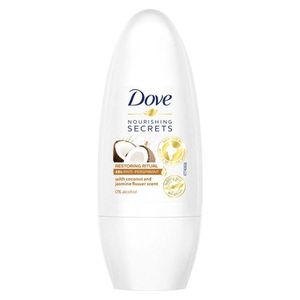 Dove
NOURISHING
SECRETS
RESTORING RITUAL
48h ANTI-PERSPIRANT
with coconut and
jasmine flower scent
0% alcohol